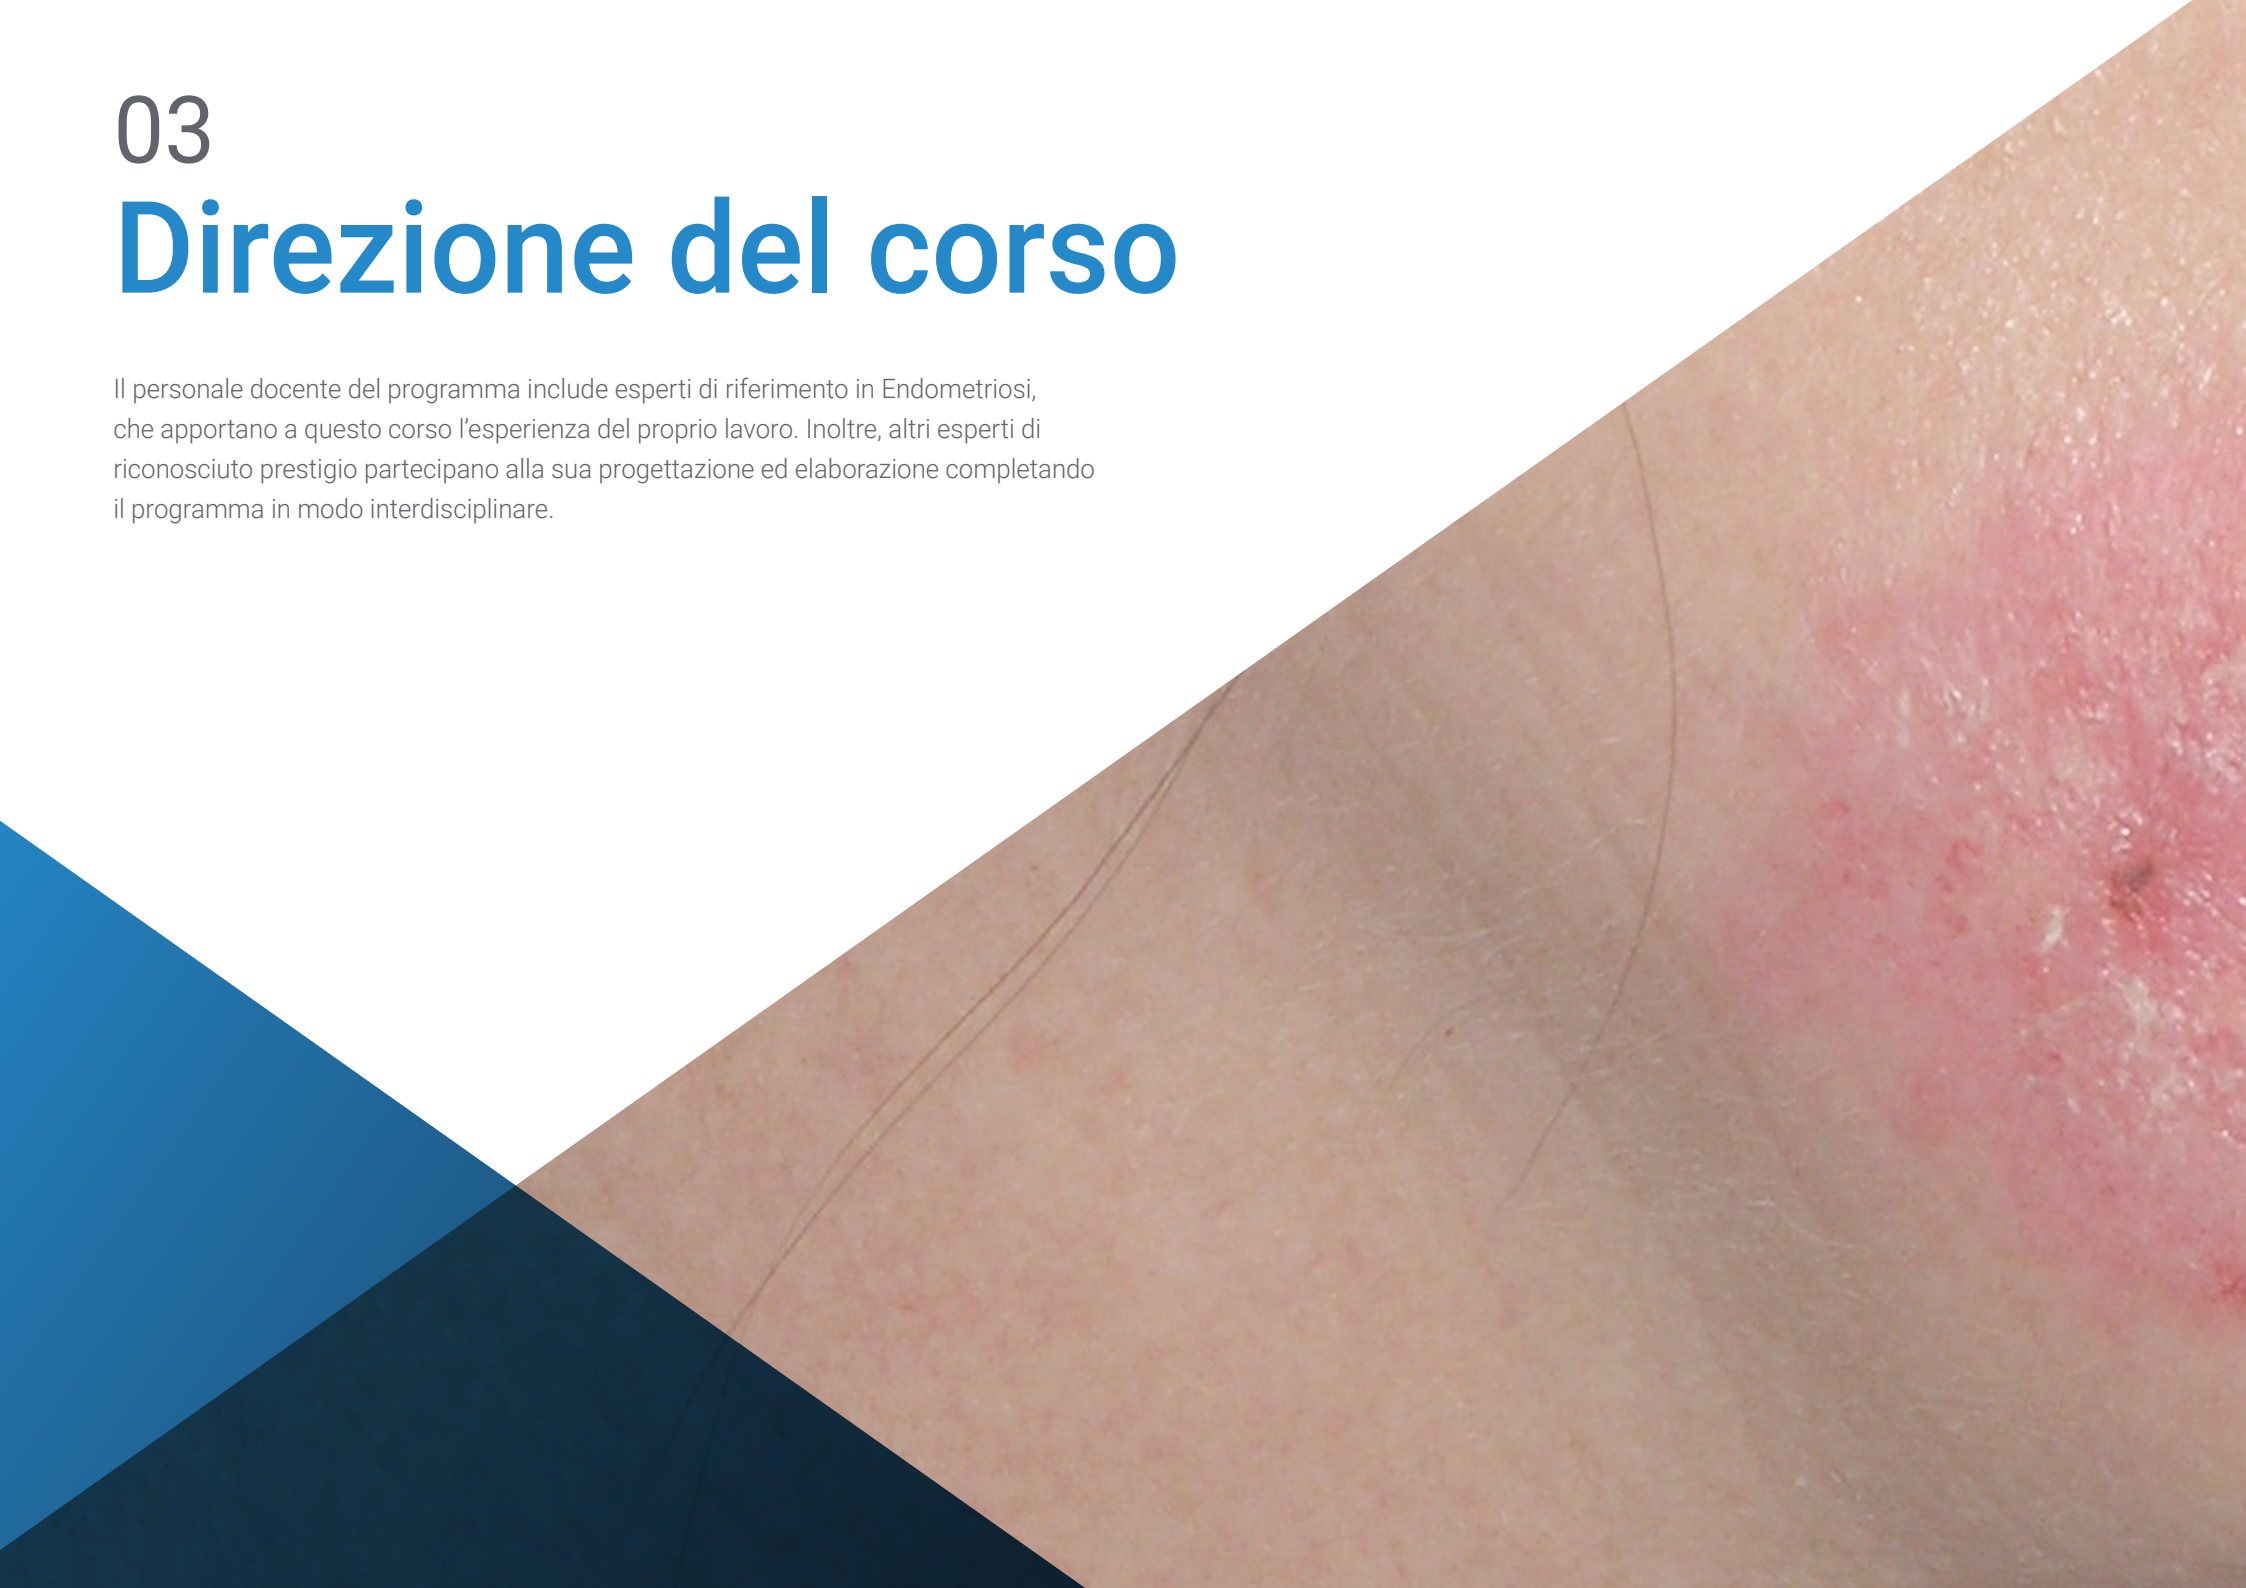 03
Direzione del corso
Il personale docente del programma include esperti di riferimento in Endometriosi,
che apportano a questo corso l’esperienza del proprio lavoro. Inoltre, altri esperti di
riconosciuto prestigio partecipano alla sua progettazione ed elaborazione completando
il programma in modo interdisciplinare.